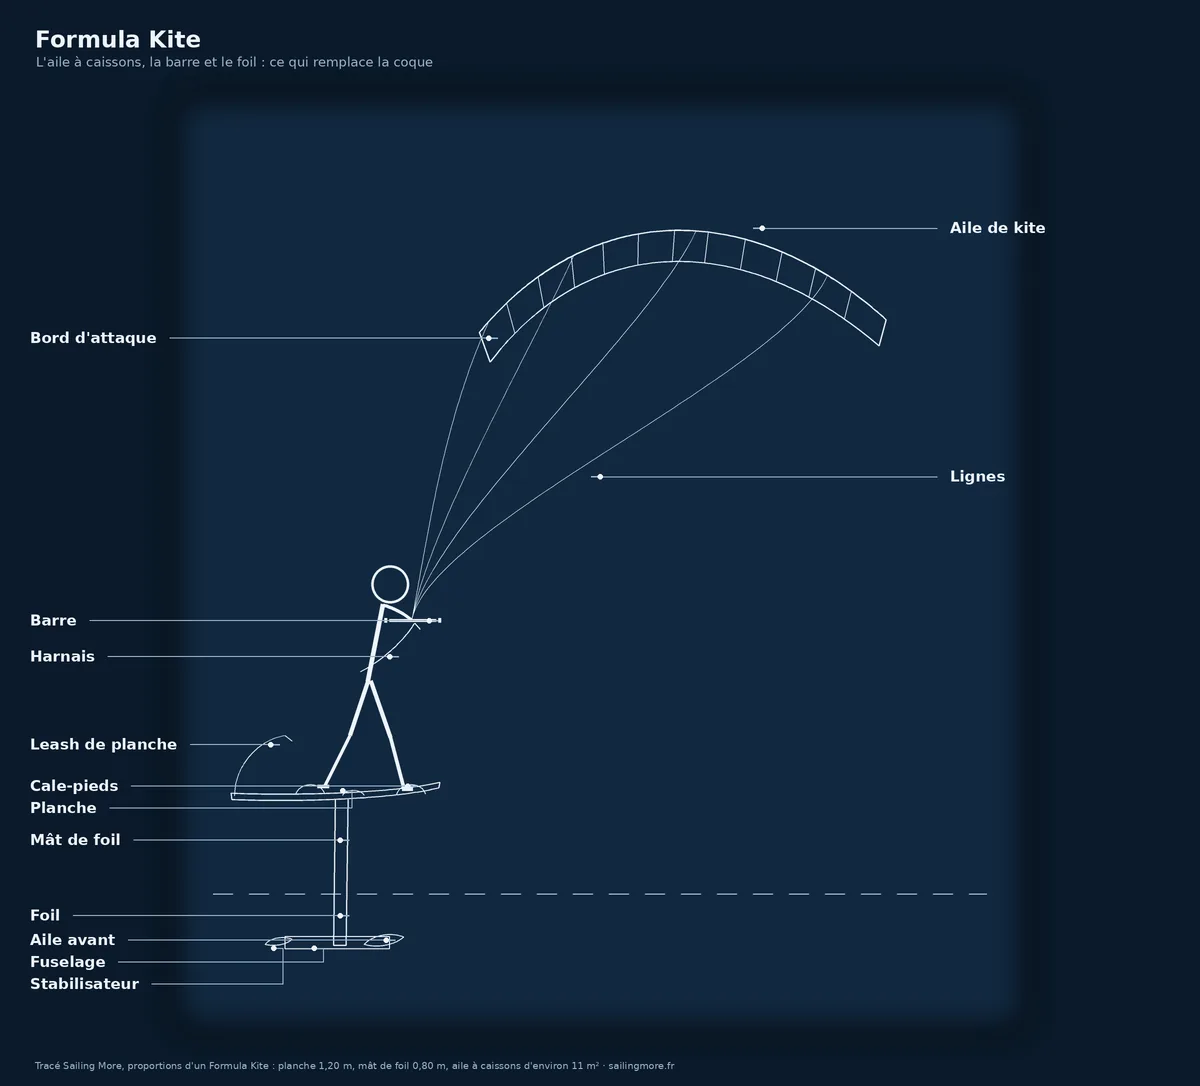 Formula Kite
L'aile à caissons, la barre et le foil : ce qui remplace la coque
Aile de kite
Bord d'attaque
Lignes
Barre
Harnais
Leash de planche
Cale-pieds
Planche
Mât de foil
Foil
Aile avant
Fuselage
Stabilisateur
Tracé Sailing More, proportions d'un Formula Kite : planche 1,20 m, mât de foil 0,80 m, aile à caissons d'environ 11 m² · sailingmore.fr